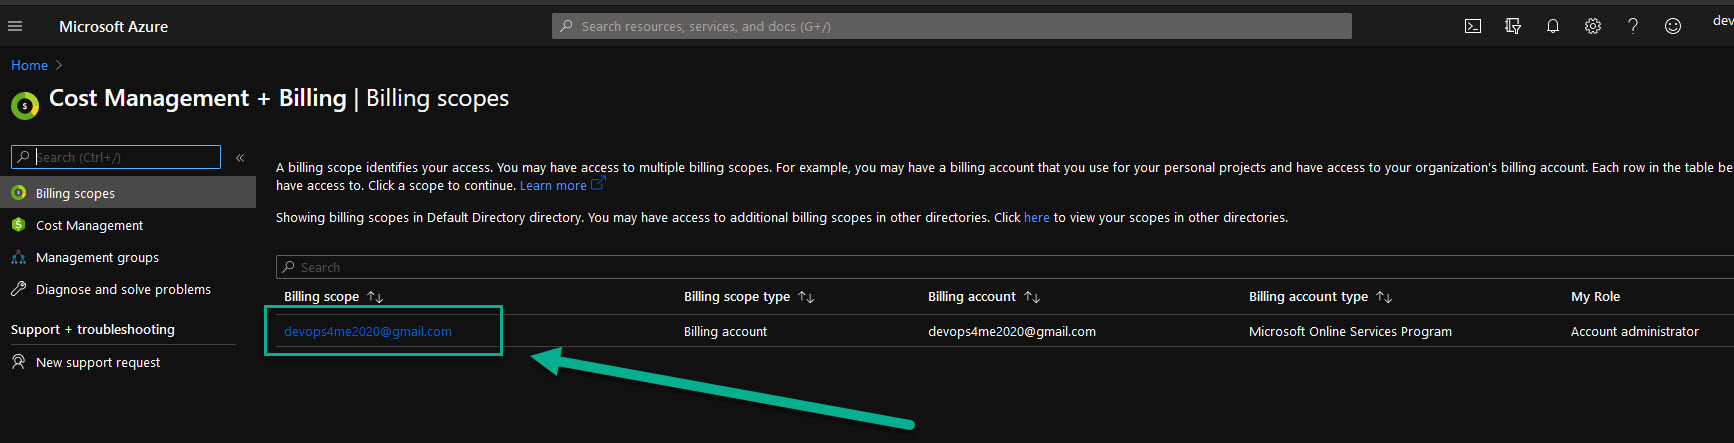 Microsoft Azure
Search resources, services, and docs (G+/)
dev
Home >
Cost Management + Billing | Billing scopes
Search (Ctrl+/)
«
Billing scopes
Cost Management
Management groups
Diagnose and solve problems
Support + troubleshooting
New support request
A billing scope identifies your access. You may have access to multiple billing scopes. For example, you may have a billing account that you use for your personal projects and have access to your organization's billing account. Each row in the table be
have access to. Click a scope to continue. Learn more
Showing billing scopes in Default Directory directory. You may have access to additional billing scopes in other directories. Click here to view your scopes in other directories.
Search
Billing scope ↑↓ Billing scope type ↑↓ Billing account ↑↓ Billing account type ↑↓ My Role
devops4me2020@gmail.com Billing account devops4me2020@gmail.com Microsoft Online Services Program Account administrator